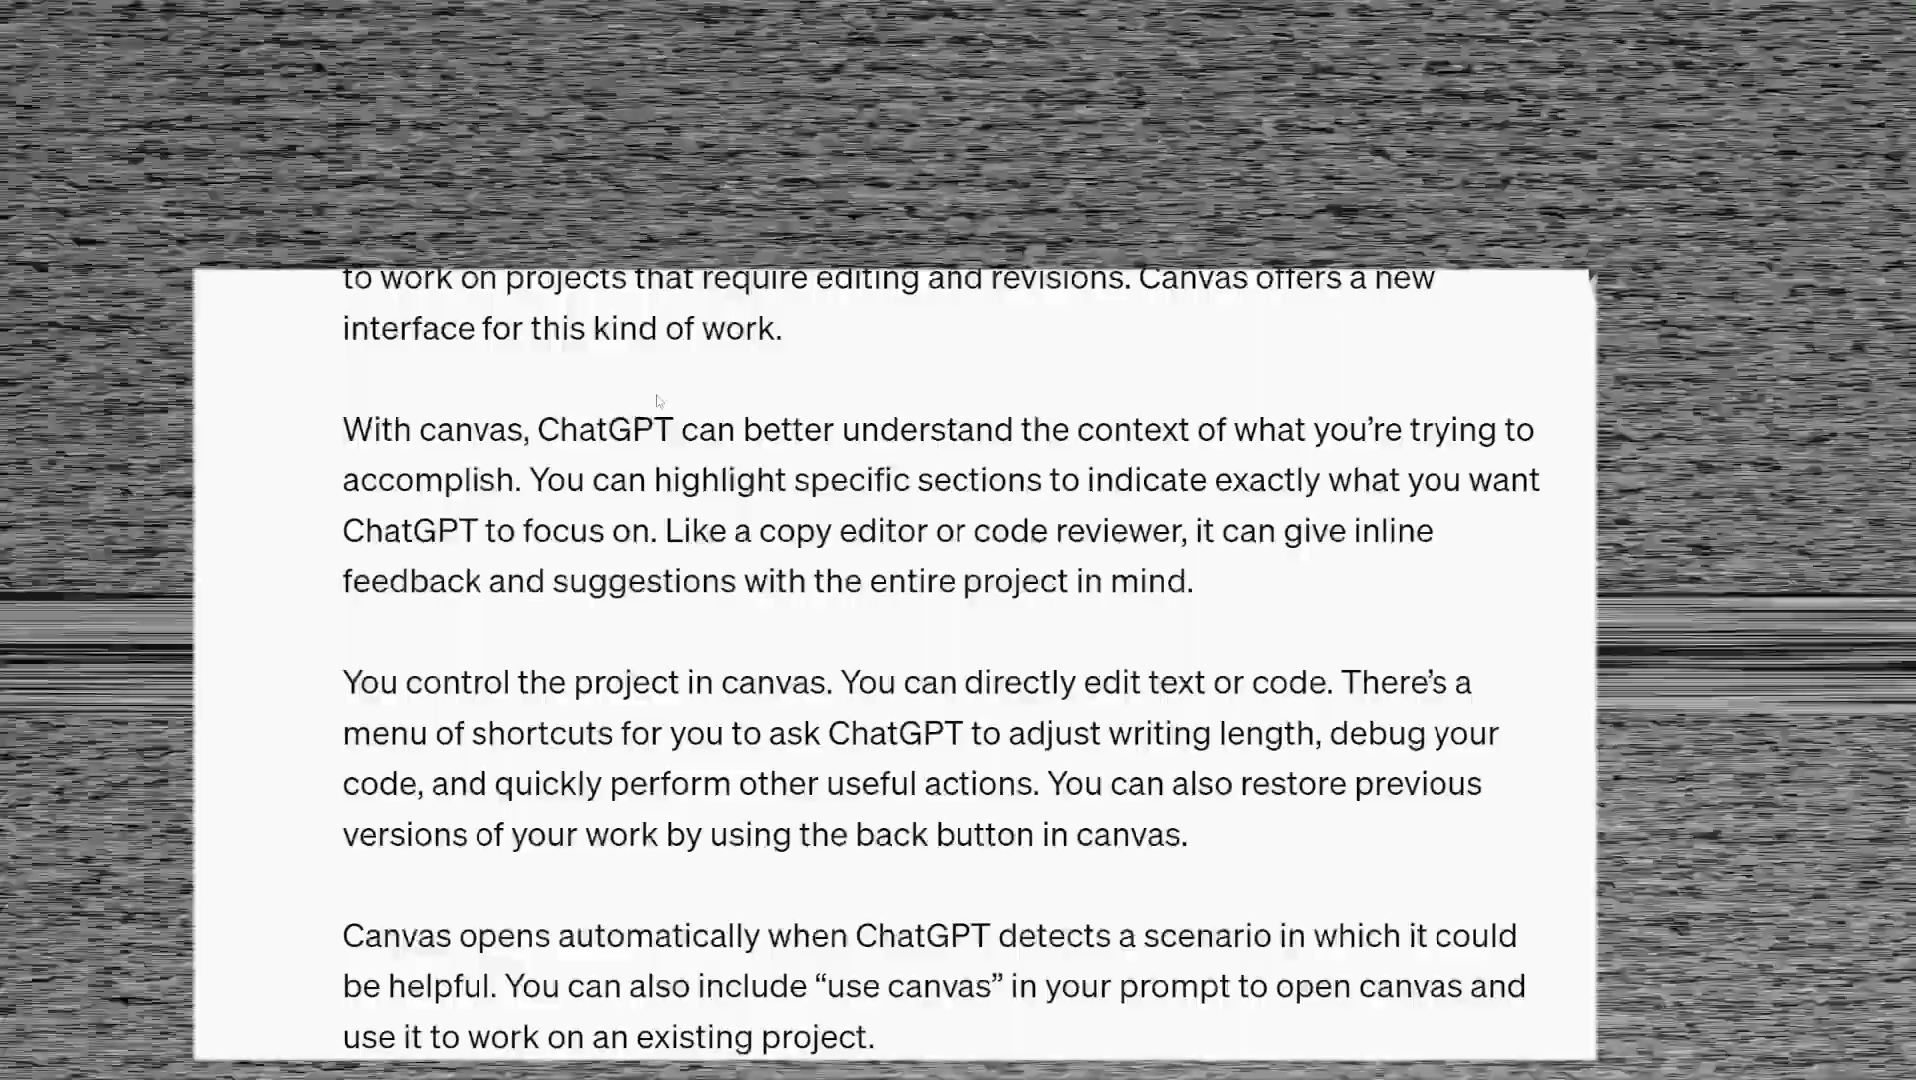 to work on projects that require editing and revisions. Canvas offers a new
interface for this kind of work.
With canvas, ChatGPT can better understand the context of what you’re trying to
accomplish. You can highlight specific sections to indicate exactly what you want
ChatGPT to focus on. Like a copy editor or code reviewer, it can give inline
feedback and suggestions with the entire project in mind.
You control the project in canvas. You can directly edit text or code. There’s a
menu of shortcuts for you to ask ChatGPT to adjust writing length, debug your
code, and quickly perform other useful actions. You can also restore previous
versions of your work by using the back button in canvas.
Canvas opens automatically when ChatGPT detects a scenario in which it could
be helpful. You can also include “use canvas” in your prompt to open canvas and
use it to work on an existing project.